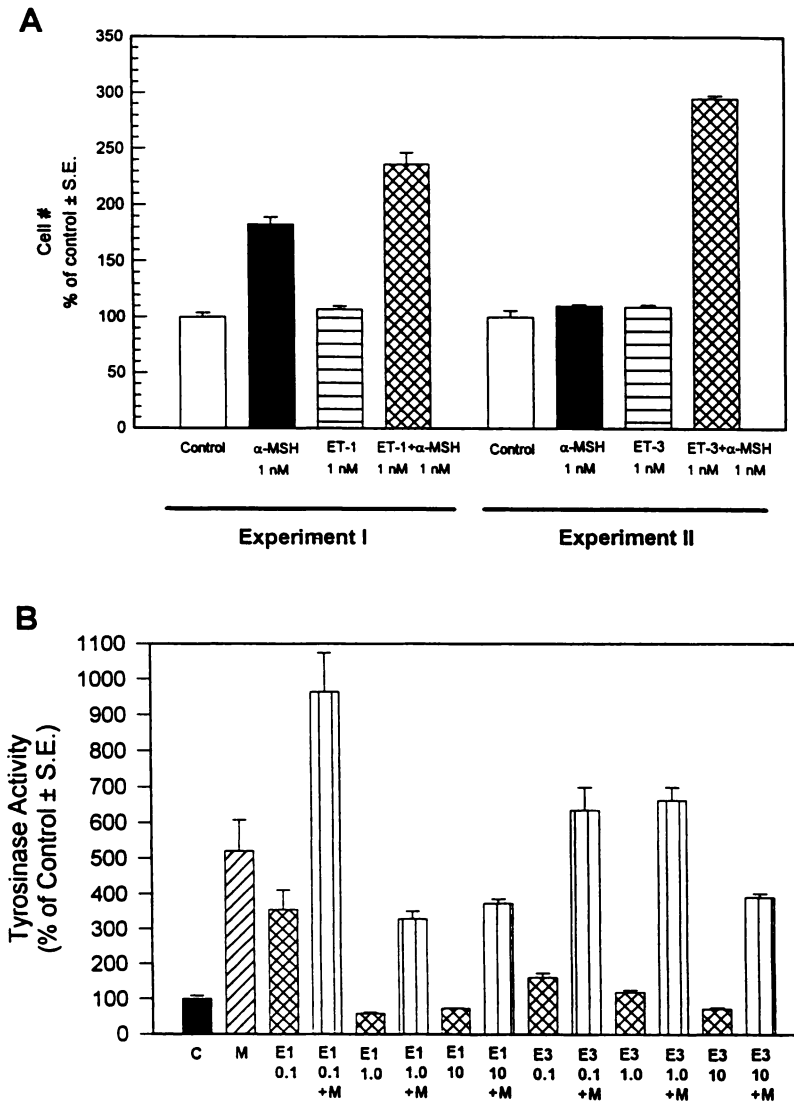 A
350
300
250
200
150
100
50
0
Cell #
% of control ± S.E.
Control α-MSH ET-1 ET-1+α-MSH Control α-MSH ET-3 ET-3+α-MSH
1 nM 1 nM 1 nM 1 nM 1 nM 1 nM 1 nM 1 nM
Experiment I Experiment II
B
1100
1000
900
800
700
600
500
400
300
200
100
0
Tyrosinase Activity
(% of Control ± S.E.)
C M E1 E1 E1 E1 E1 E1 E3 E3 E3 E3 E3 E3
0.1 0.1 1.0 1.0 10 10 0.1 0.1 1.0 1.0 10 10
+M +M +M +M +M +M